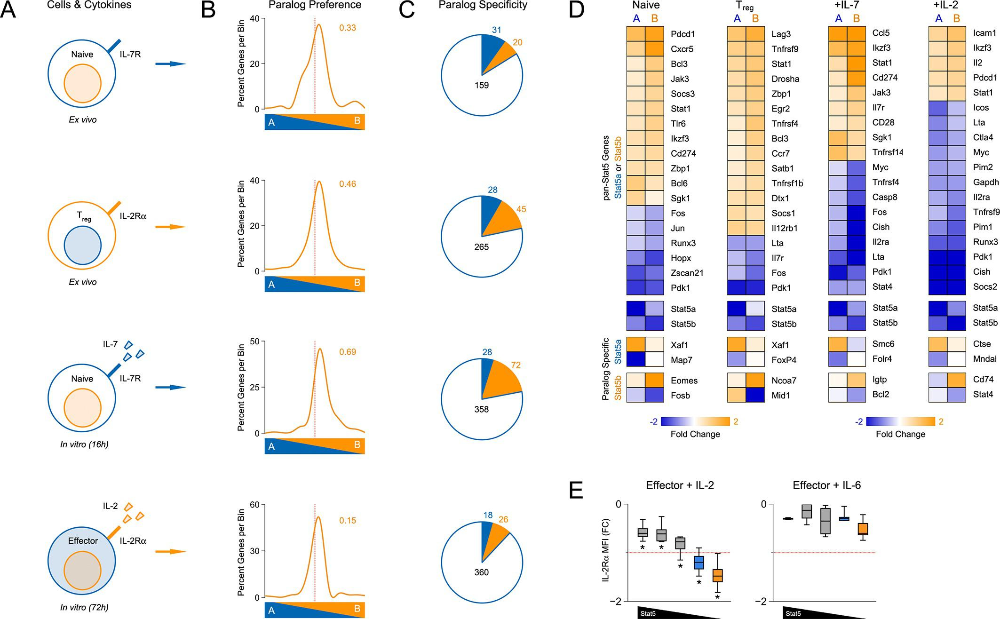 A
Cells & Cytokines
Naive
IL-7R
Ex vivo
Treg
IL-2Rα
Ex vivo
IL-7
Naive
IL-7R
In vitro (16h)
IL-2
Effector
IL-2Rα
In vitro (72h)
B
Paralog Preference
Percent Genes per Bin
40
20
0
0.33
A
B
Percent Genes per Bin
40
20
0
0.46
A
B
Percent Genes per Bin
50
25
0
0.69
A
B
Percent Genes per Bin
60
30
0
0.15
A
B
C
Paralog Specificity
31
20
159
28
45
265
28
72
358
18
26
360
D
pan-Stat5 Genes
Stat5a or Stat5b
Paralog Specific
Stat5a
Stat5b
Naive
A B
Pdcd1
Cxcr5
Bcl3
Jak3
Socs3
Stat1
Tlr6
Ikzf3
Cd274
Zbp1
Bcl6
Sgk1
Fos
Jun
Runx3
Hopx
Zscan21
Pdk1
Stat5a
Stat5b
Xaf1
Map7
Eomes
Fosb
Treg
A B
Lag3
Tnfrsf9
Stat1
Drosha
Zbp1
Egr2
Tnfrsf4
Bcl3
Ccr7
Satb1
Tnfrsf1b
Dtx1
Socs1
Il12rb1
Lta
Il7r
Fos
Pdk1
Stat5a
Stat5b
Xaf1
FoxP4
Ncoa7
Mid1
+IL-7
A B
Ccl5
Ikzf3
Stat1
Cd274
Jak3
Il7r
CD28
Sgk1
Tnfrsf14
Myc
Tnfrsf4
Casp8
Fos
Cish
Il2ra
Lta
Pdk1
Stat4
Stat5a
Stat5b
Smc6
Folr4
Igtp
Bcl2
+IL-2
A B
Icam1
Ikzf3
Il2
Pdcd1
Stat1
Icos
Lta
Ctla4
Myc
Pim2
Gapdh
Il2ra
Tnfrsf9
Pim1
Runx3
Pdk1
Cish
Socs2
Stat5a
Stat5b
Ctse
Mndal
Cd74
Stat4
-2 2
Fold Change
-2 2
Fold Change
E
Effector + IL-2
IL-2Rα MFI (FC)
0
−2
* * * * *
Stat5
Effector + IL-6
0
−2
Stat5